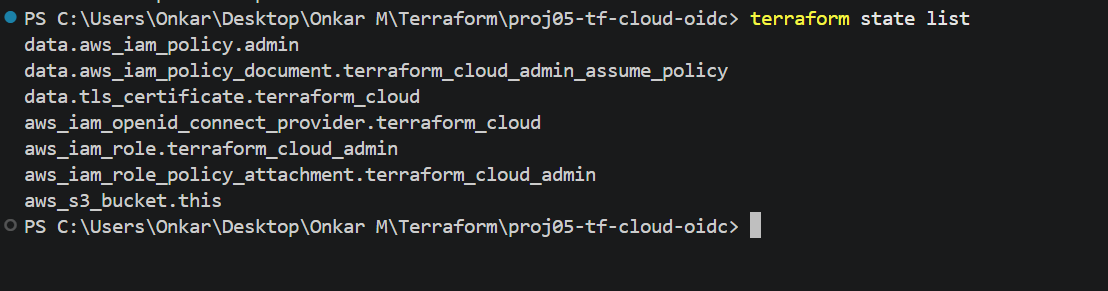 PS C:\Users\Onkar\Desktop\Onkar M\Terraform\proj05-tf-cloud-oidc> terraform state list
data.aws_iam_policy.admin
data.aws_iam_policy_document.terraform_cloud_admin_assume_policy
data.tls_certificate.terraform_cloud
aws_iam_openid_connect_provider.terraform_cloud
aws_iam_role.terraform_cloud_admin
aws_iam_role_policy_attachment.terraform_cloud_admin
aws_s3_bucket.this
PS C:\Users\Onkar\Desktop\Onkar M\Terraform\proj05-tf-cloud-oidc>